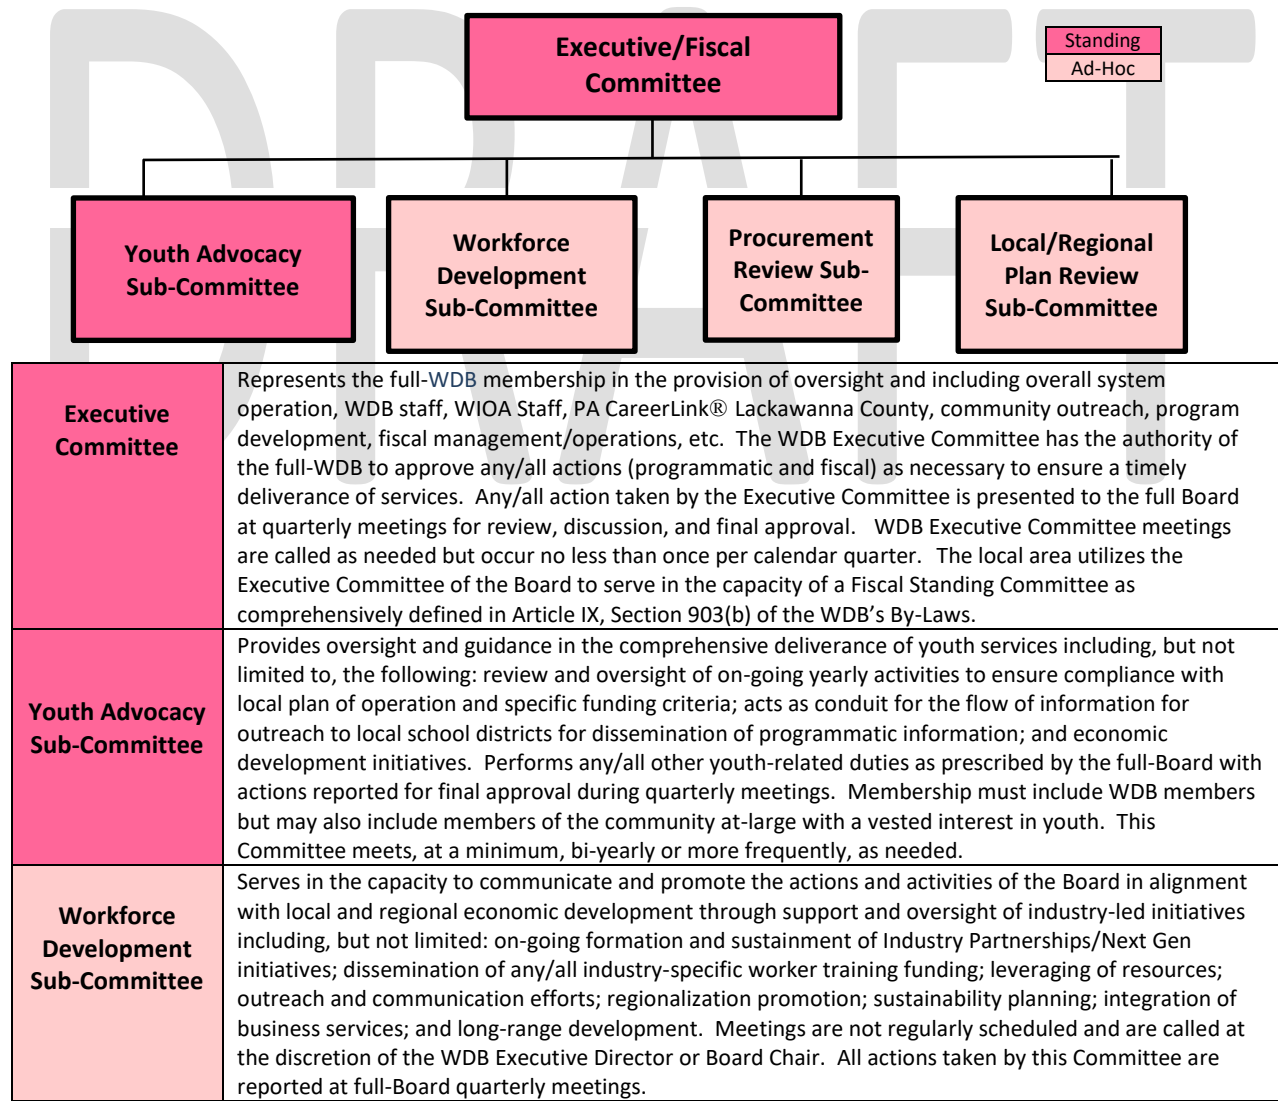 DRAFT
Executive/Fiscal
Committee
Standing
Ad-Hoc
Youth Advocacy
Sub-Committee
Workforce
Development
Sub-Committee
Procurement
Review Sub-
Committee
Local/Regional
Plan Review
Sub-Committee
Executive
Committee
Represents the full-WDB membership in the provision of oversight and including overall system
operation, WDB staff, WIOA Staff, PA CareerLink® Lackawanna County, community outreach, program
development, fiscal management/operations, etc.  The WDB Executive Committee has the authority of
the full-WDB to approve any/all actions (programmatic and fiscal) as necessary to ensure a timely
deliverance of services.  Any/all action taken by the Executive Committee is presented to the full Board
at quarterly meetings for review, discussion, and final approval.   WDB Executive Committee meetings
are called as needed but occur no less than once per calendar quarter.  The local area utilizes the
Executive Committee of the Board to serve in the capacity of a Fiscal Standing Committee as
comprehensively defined in Article IX, Section 903(b) of the WDB’s By-Laws.
Youth Advocacy
Sub-Committee
Provides oversight and guidance in the comprehensive deliverance of youth services including, but not
limited to, the following: review and oversight of on-going yearly activities to ensure compliance with
local plan of operation and specific funding criteria; acts as conduit for the flow of information for
outreach to local school districts for dissemination of programmatic information; and economic
development initiatives.  Performs any/all other youth-related duties as prescribed by the full-Board with
actions reported for final approval during quarterly meetings.  Membership must include WDB members
but may also include members of the community at-large with a vested interest in youth.  This
Committee meets, at a minimum, bi-yearly or more frequently, as needed.
Workforce
Development
Sub-Committee
Serves in the capacity to communicate and promote the actions and activities of the Board in alignment
with local and regional economic development through support and oversight of industry-led initiatives
including, but not limited: on-going formation and sustainment of Industry Partnerships/Next Gen
initiatives; dissemination of any/all industry-specific worker training funding; leveraging of resources;
outreach and communication efforts; regionalization promotion; sustainability planning; integration of
business services; and long-range development.  Meetings are not regularly scheduled and are called at
the discretion of the WDB Executive Director or Board Chair.  All actions taken by this Committee are
reported at full-Board quarterly meetings.